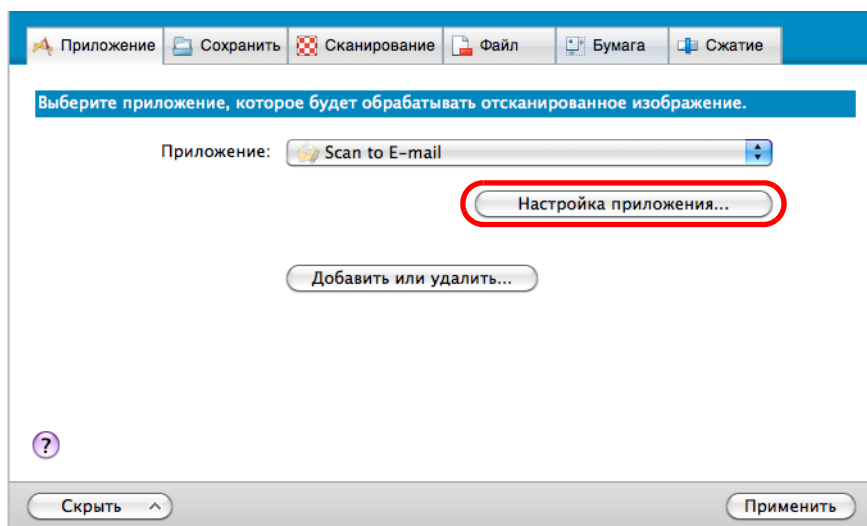 Приложение Сохранить Сканирование Файл Бумага Сжатие
Выберите приложение, которое будет обрабатывать отсканированное изображение.
Приложение: Scan to E-mail
Настройка приложения...
Добавить или удалить...
?
Скрыть Применить